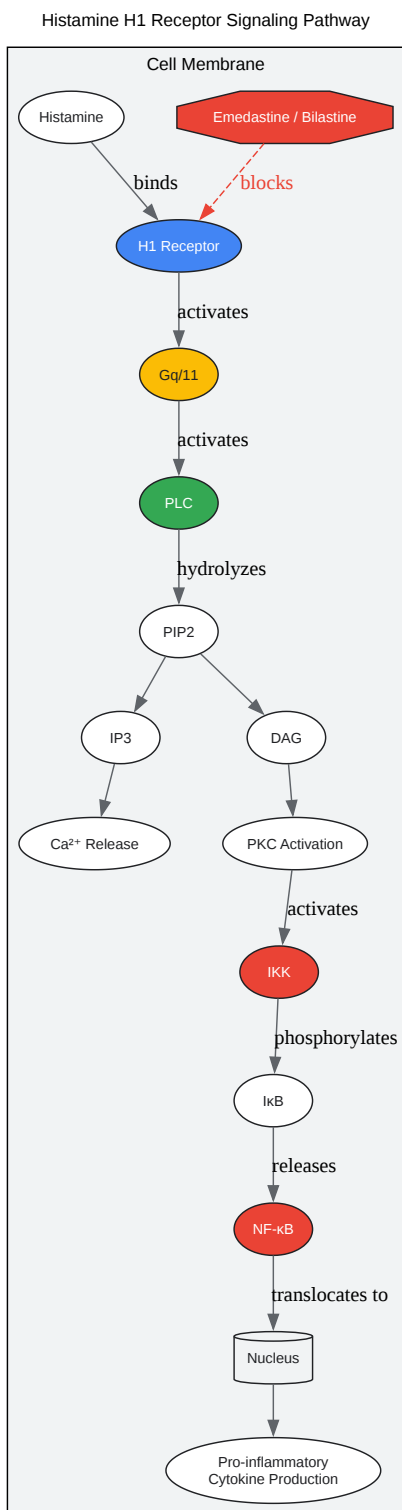 Histamine H1 Receptor Signaling Pathway
Cell Membrane
Histamine
Emedastine / Bilastine
binds
blocks
H1 Receptor
activates
Gq/11
activates
PLC
hydrolyzes
PIP2
IP3
DAG
Ca²⁺ Release
PKC Activation
activates
IKK
phosphorylates
IκB
releases
NF-κB
translocates to
Nucleus
Pro-inflammatory
Cytokine Production